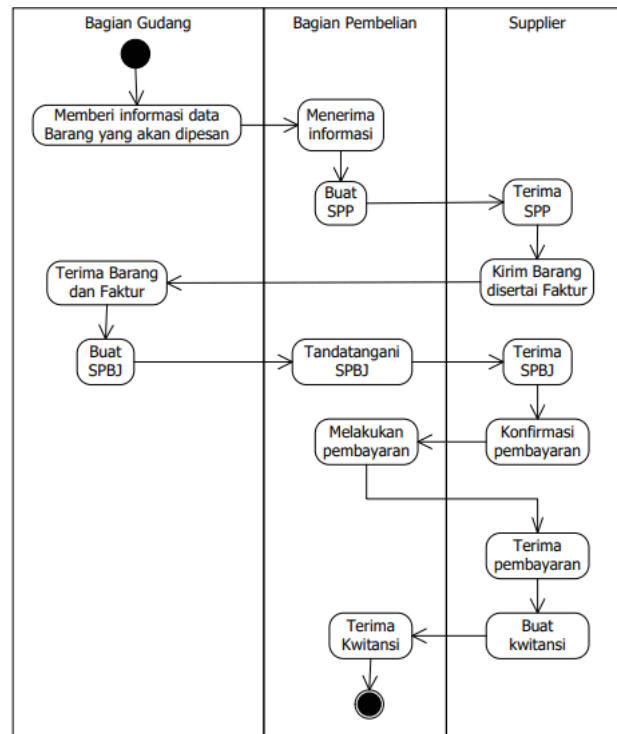 Bagian Gudang
Bagian Pembelian
Supplier
Memberi informasi data
Barang yang akan dipesan
Menerima
informasi
Buat
SPP
Terima
SPP
Kirim Barang
disertai Faktur
Terima Barang
dan Faktur
Buat
SPBJ
Tandatangani
SPBJ
Terima
SPBJ
Konfirmasi
pembayaran
Melakukan
pembayaran
Terima
pembayaran
Buat
kwitansi
Terima
Kwitansi